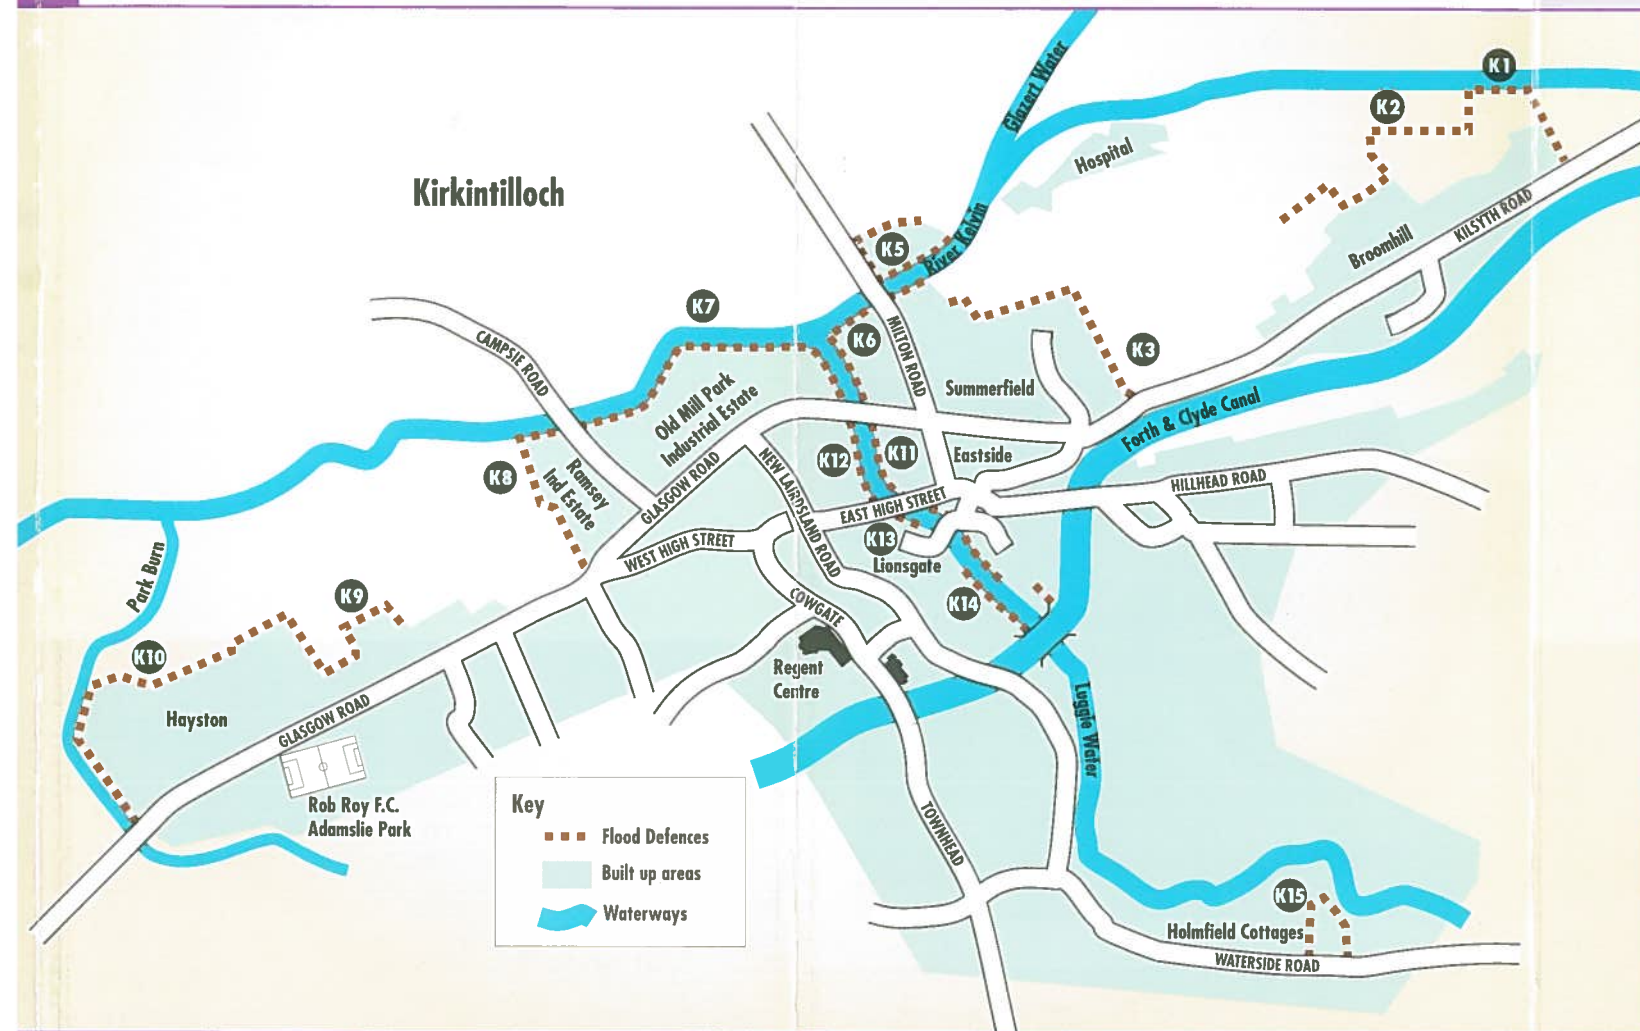 Kirkintilloch
Glazert Water
River Kelvin
Hospital
K1
K2
Broomhill
KILSYTH ROAD
K5
K7
K6
MILTON ROAD
K3
Summerfield
CAMPSIE ROAD
Old Mill Park
Industrial Estate
Forth & Clyde Canal
K8
Ramsey
Ind Estate
GLASGOW ROAD
NEW LAIRDSLAND ROAD
K12
K11
Eastside
EAST HIGH STREET
HILLHEAD ROAD
WEST HIGH STREET
K13
Lionsgate
K14
COWGATE
Regent
Centre
Park Burn
K9
K10
Hayston
GLASGOW ROAD
Rob Roy F.C.
Adamslie Park
Luggie Water
TOWNHEAD
K15
Holmfield Cottages
WATERSIDE ROAD
Key
Flood Defences
Built up areas
Waterways